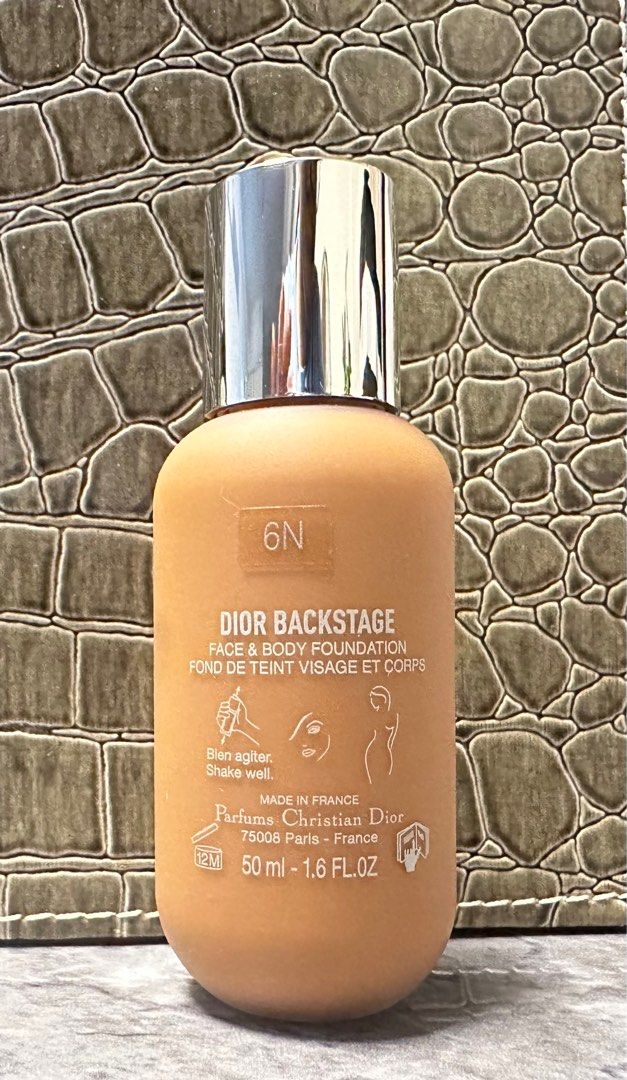 6N
DIOR BACKSTAGE
FACE & BODY FOUNDATION
FOND DE TEINT VISAGE ET CORPS
Bien agiter.
Shake well.
MADE IN FRANCE
Parfums Christian Dior
75008 Paris - France
12M
50 ml - 1.6 FL.OZ